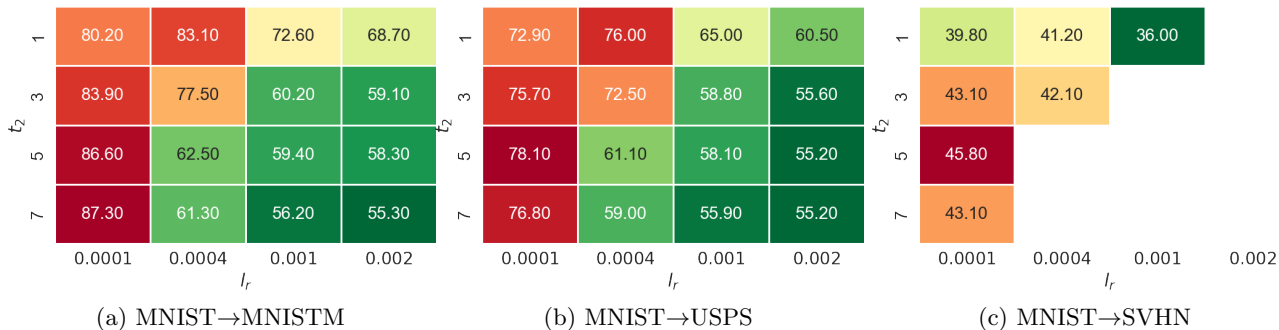 80.20 83.10 72.60 68.70
83.90 77.50 60.20 59.10
86.60 62.50 59.40 58.30
87.30 61.30 56.20 55.30
1
3
5
7
t2
0.0001 0.0004 0.001 0.002
lr
(a) MNIST→MNISTM
72.90 76.00 65.00 60.50
75.70 72.50 58.80 55.60
78.10 61.10 58.10 55.20
76.80 59.00 55.90 55.20
1
3
5
7
t2
0.0001 0.0004 0.001 0.002
lr
(b) MNIST→USPS
39.80 41.20 36.00
43.10 42.10
45.80
43.10
1
3
5
7
t2
0.0001 0.0004 0.001 0.002
lr
(c) MNIST→SVHN